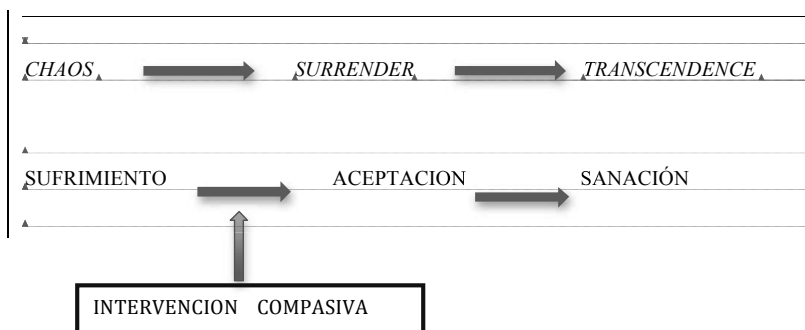 CHAOS SURRENDER TRANSCENDENCE
SUFRIMIENTO ACEPTACION SANACIÓN
INTERVENCION COMPASIVA